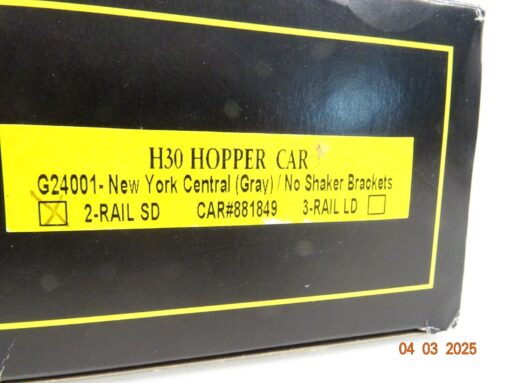 H30 HOPPER CAR
G24001- New York Central (Gray) / No Shaker Brackets
2-RAIL SD CAR#881849 3-RAIL LD
04 03 2025